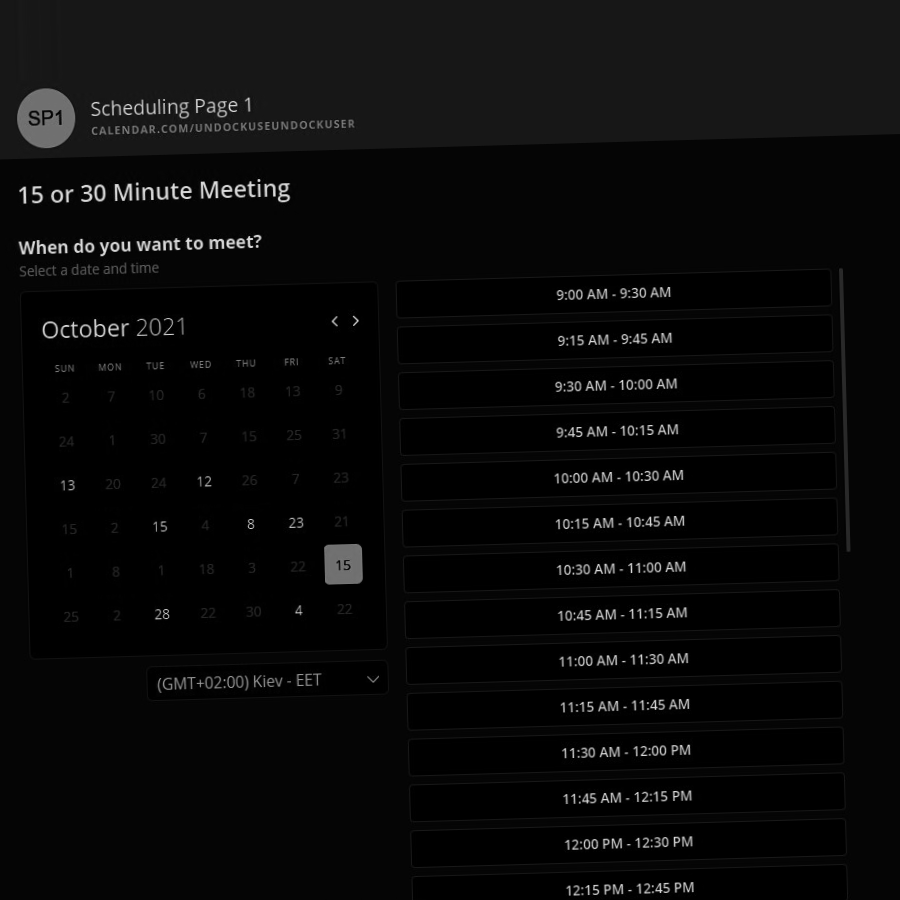 SP1
Scheduling Page 1
CALENDAR.COM/UNDOCKUSEUNDOCKUSER
15 or 30 Minute Meeting
When do you want to meet?
Select a date and time
October 2021
SUN MON TUE WED THU FRI SAT
2 7 10 6 18 13 9
24 1 30 7 15 25 31
13 20 24 12 26 7 23
15 2 15 4 8 23 21
1 8 1 18 3 22 15
25 2 28 22 30 4 22
(GMT+02:00) Kiev - EET
9:00 AM - 9:30 AM
9:15 AM - 9:45 AM
9:30 AM - 10:00 AM
9:45 AM - 10:15 AM
10:00 AM - 10:30 AM
10:15 AM - 10:45 AM
10:30 AM - 11:00 AM
10:45 AM - 11:15 AM
11:00 AM - 11:30 AM
11:15 AM - 11:45 AM
11:30 AM - 12:00 PM
11:45 AM - 12:15 PM
12:00 PM - 12:30 PM
12:15 PM - 12:45 PM